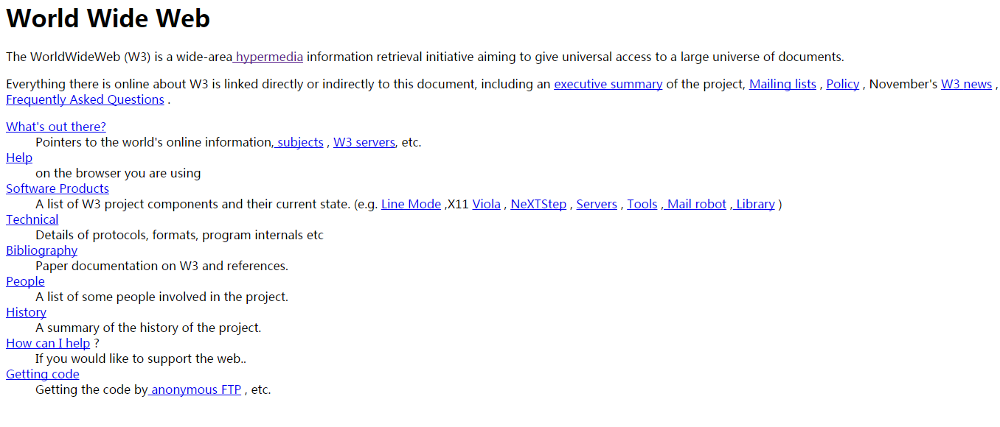 World Wide Web
The WorldWideWeb (W3) is a wide-area hypermedia information retrieval initiative aiming to give universal access to a large universe of documents.
Everything there is online about W3 is linked directly or indirectly to this document, including an executive summary of the project, Mailing lists , Policy , November's W3 news ,
Frequently Asked Questions .
What's out there?
Pointers to the world's online information, subjects , W3 servers, etc.
Help
on the browser you are using
Software Products
A list of W3 project components and their current state. (e.g. Line Mode ,X11 Viola , NeXTStep , Servers , Tools , Mail robot , Library )
Technical
Details of protocols, formats, program internals etc
Bibliography
Paper documentation on W3 and references.
People
A list of some people involved in the project.
History
A summary of the history of the project.
How can I help ?
If you would like to support the web..
Getting code
Getting the code by anonymous FTP , etc.